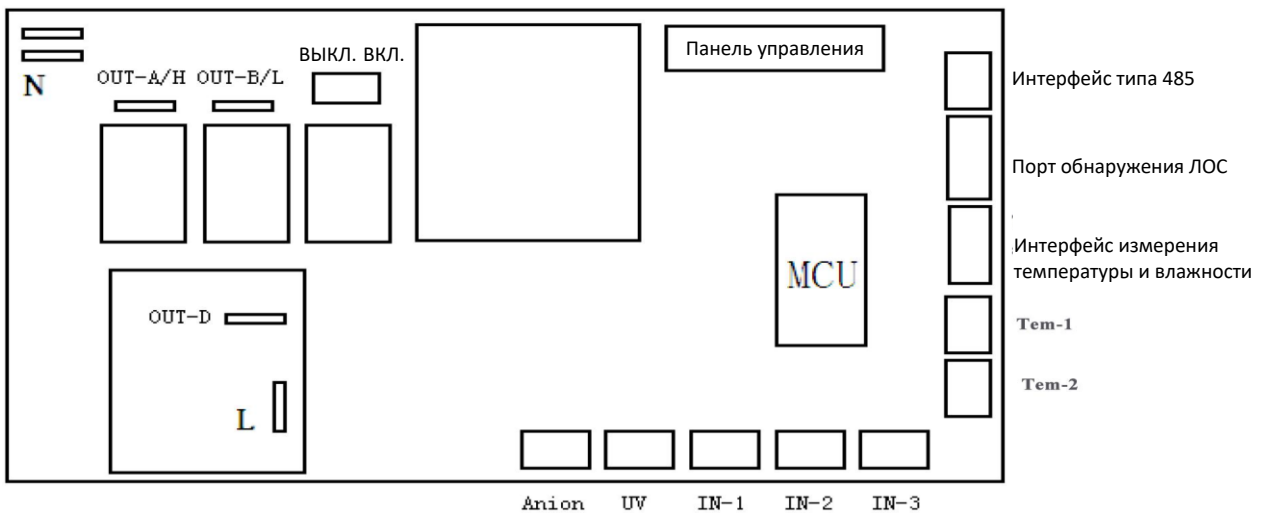 ВЫКЛ. ВКЛ.
Панель управления
N
OUT-A/H OUT-B/L
Интерфейс типа 485
Порт обнаружения ЛОС
Интерфейс измерения
температуры и влажности
MCU
OUT-D
Tem-1
Tem-2
L
Anion UV IN-1 IN-2 IN-3